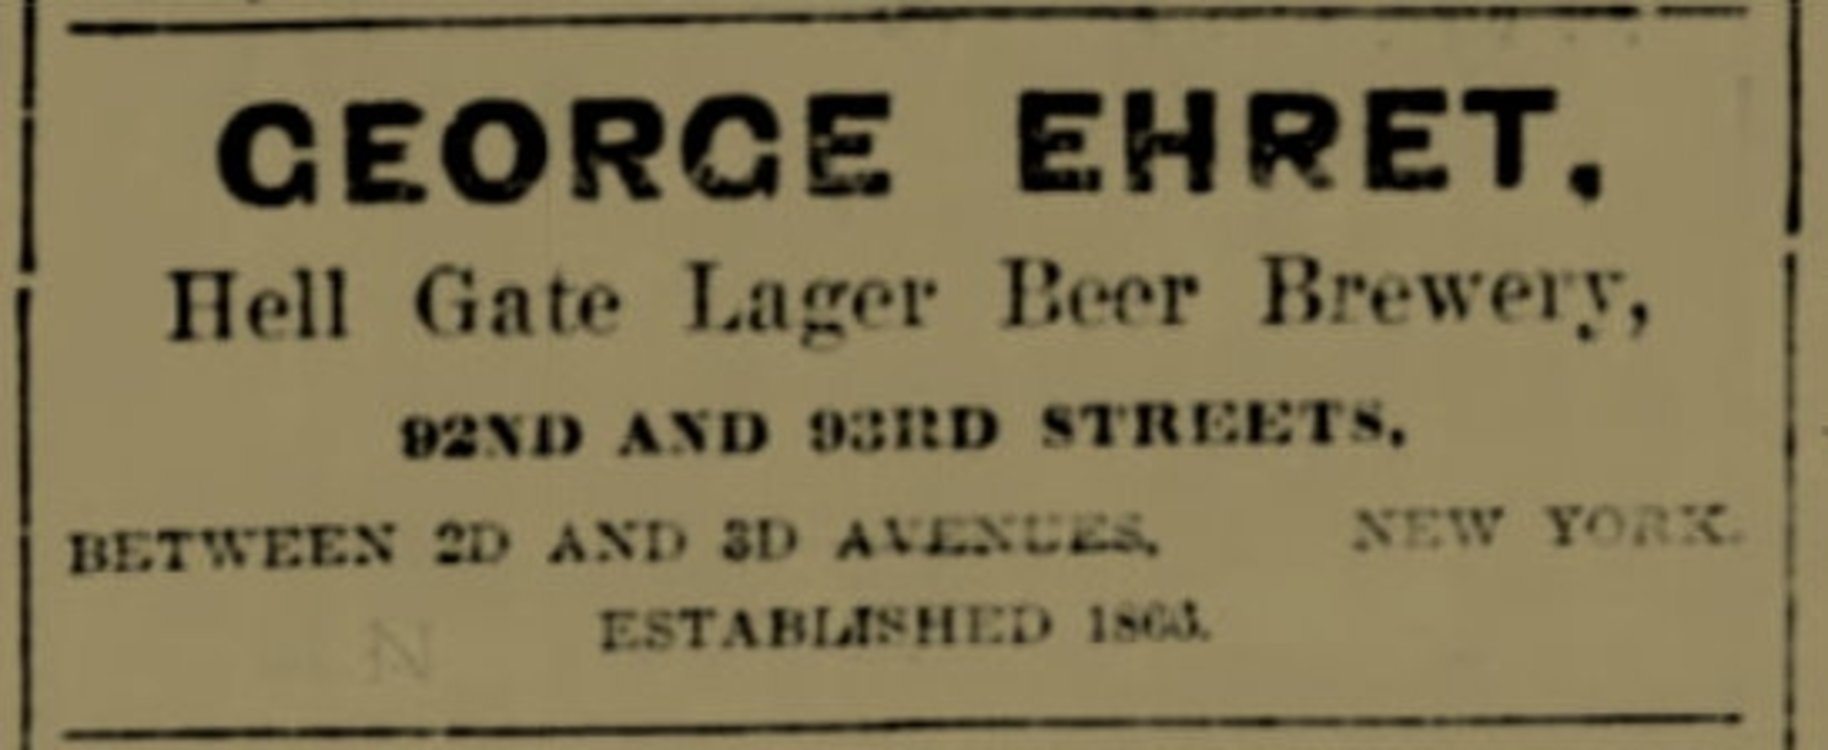 GEORGE EHRET,
Hell Gate Lager Beer Brewery,
92ND AND 93RD STREETS,
BETWEEN 2D AND 3D AVENUES, NEW YORK.
ESTABLISHED